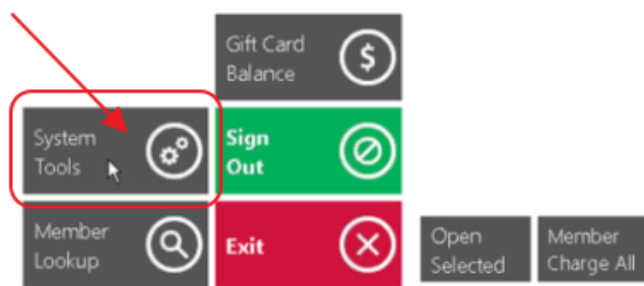 Gift Card
Balance
$
System
Tools
Sign
Out
Member
Lookup
Exit
Open
Selected
Member
Charge All